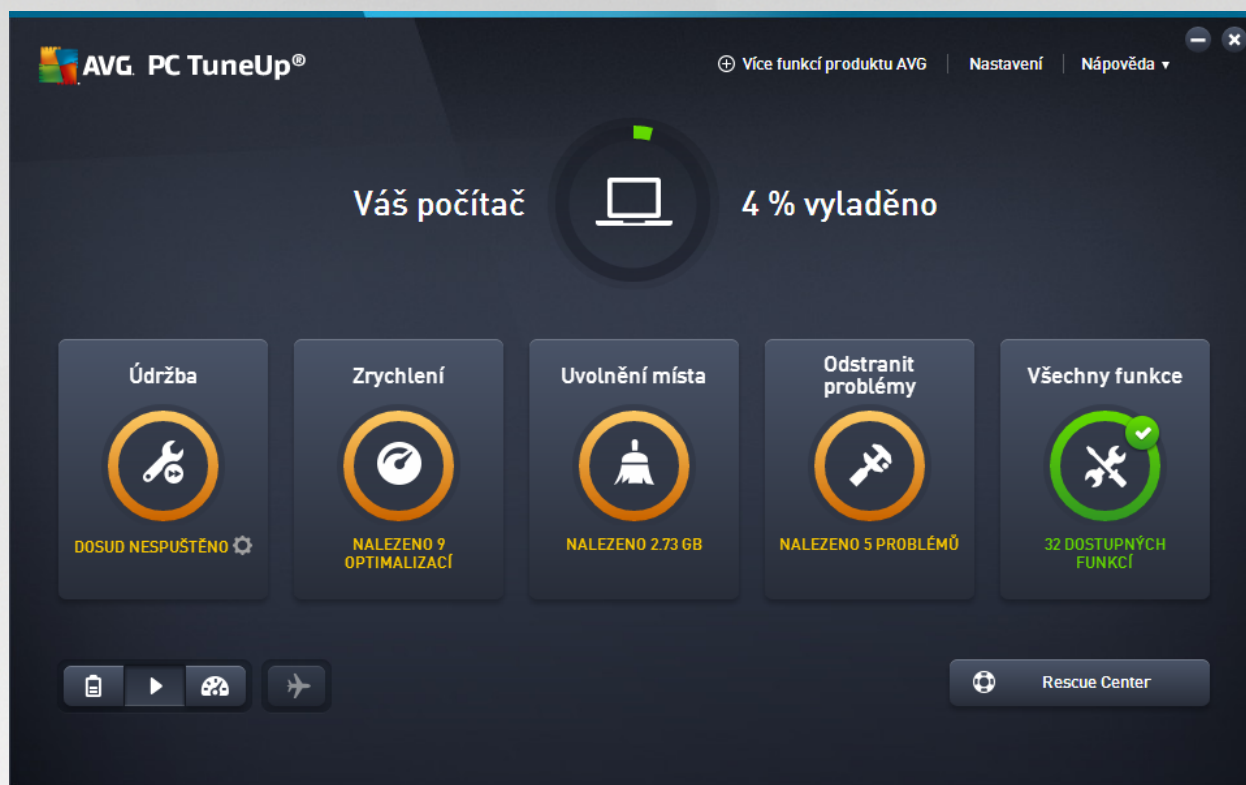 AVG PC TuneUp®
Více funkcí produktu AVG
Nastavení
Nápověda
Váš počítač
4 % vyladěno
Údržba
DOSUD NESPUŠTĚNO
Zrychlení
NALEZENO 9
OPTIMALIZACÍ
Uvolnění místa
NALEZENO 2.73 GB
Odstranit
problémy
NALEZENO 5 PROBLÉMŮ
Všechny funkce
32 DOSTUPNÝCH
FUNKCÍ
Rescue Center